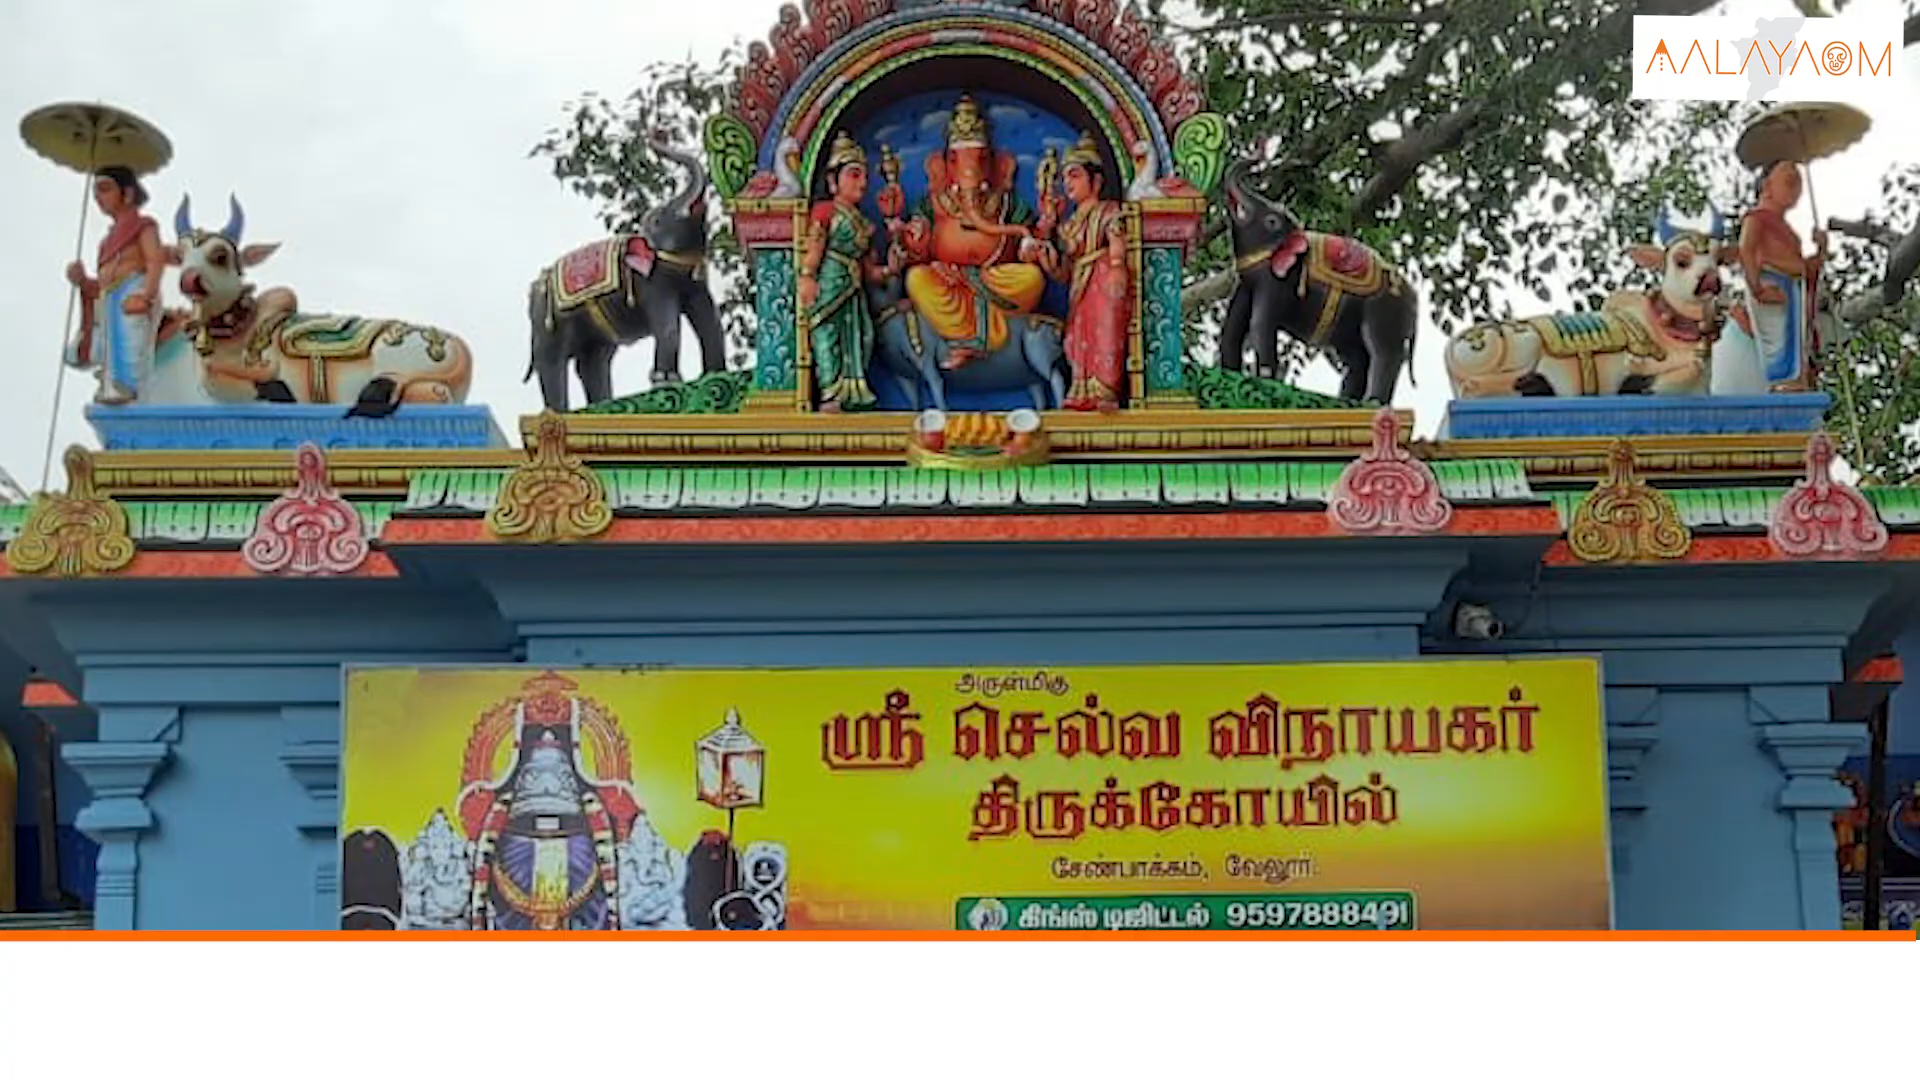 AALAYAOM
அருள்மிகு
ஸ்ரீ செல்வ விநாயகர்
திருக்கோயில்
சேண்பாக்கம், வேலூர்.
கிங்ஸ் டிஜிட்டல் 9597888491